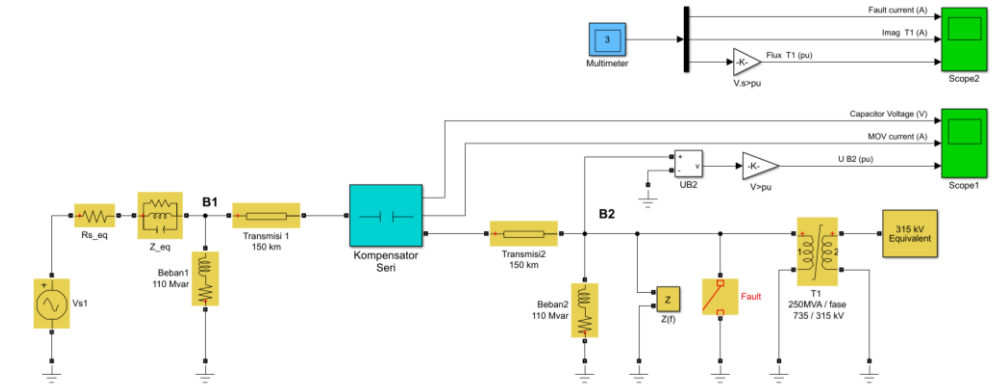 Fault current (A)
Imag T1 (A)
3
Flux T1 (pu)
-K-
Multimeter
V.s>pu
Scope2
Capacitor Voltage (V)
MOV current (A)
+
-
v
-K-
U B2 (pu)
UB2
V>pu
Scope1
B1
B2
Rs_eq
Z_eq
Transmisi 1
150 km
Kompensator
Seri
Transmisi2
150 km
+
1
+
2
315 kV
Equivalent
Beban1
110 Mvar
+
Vs1
Beban2
110 Mvar
Z
Z(f)
Fault
T1
250MVA / fase
735 / 315 kV